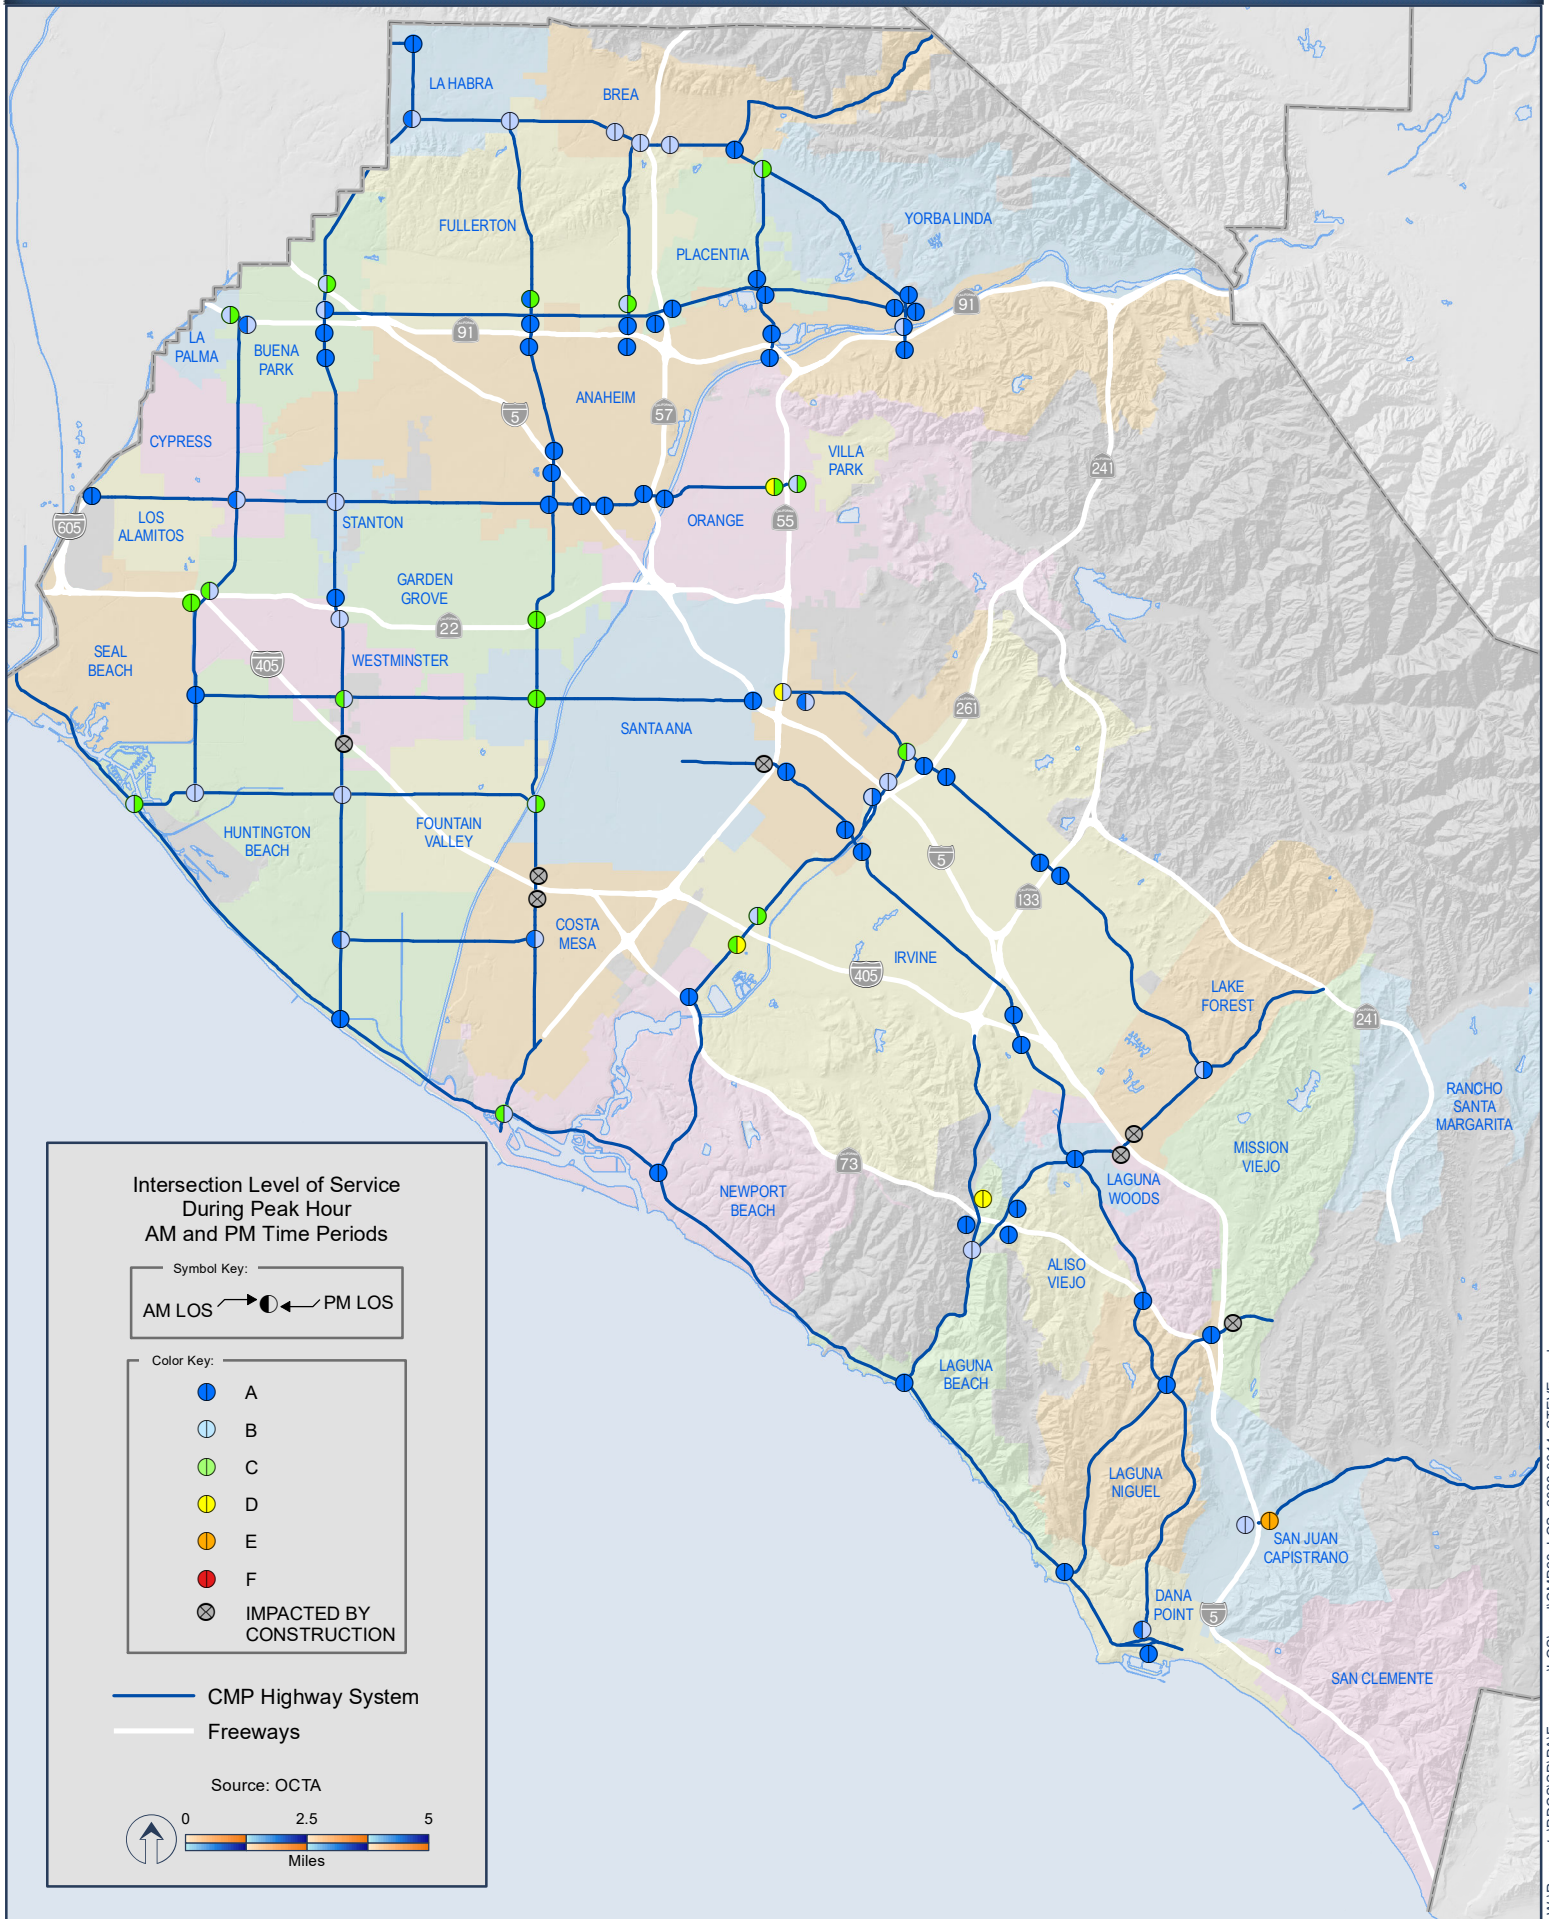 LA HABRA
BREA
FULLERTON
YORBA LINDA
PLACENTIA
91
LA
PALMA
BUENA
PARK
91
ANAHEIM
5
57
CYPRESS
VILLA
PARK
241
605
LOS
ALAMITOS
STANTON
ORANGE
55
GARDEN
GROVE
22
SEAL
BEACH
405
WESTMINSTER
261
SANTA ANA
HUNTINGTON
BEACH
FOUNTAIN
VALLEY
5
133
COSTA
MESA
IRVINE
405
LAKE
FOREST
241
RANCHO
SANTA
MARGARITA
MISSION
VIEJO
73
NEWPORT
BEACH
LAGUNA
WOODS
ALISO
VIEJO
LAGUNA
BEACH
LAGUNA
NIGUEL
SAN JUAN
CAPISTRANO
DANA
POINT
5
SAN CLEMENTE
Intersection Level of Service
During Peak Hour
AM and PM Time Periods
Symbol Key:
AM LOS
PM LOS
Color Key:
A
B
C
D
E
F
IMPACTED BY
CONSTRUCTION
CMP Highway System
Freeways
Source: OCTA
0 2.5 5
Miles